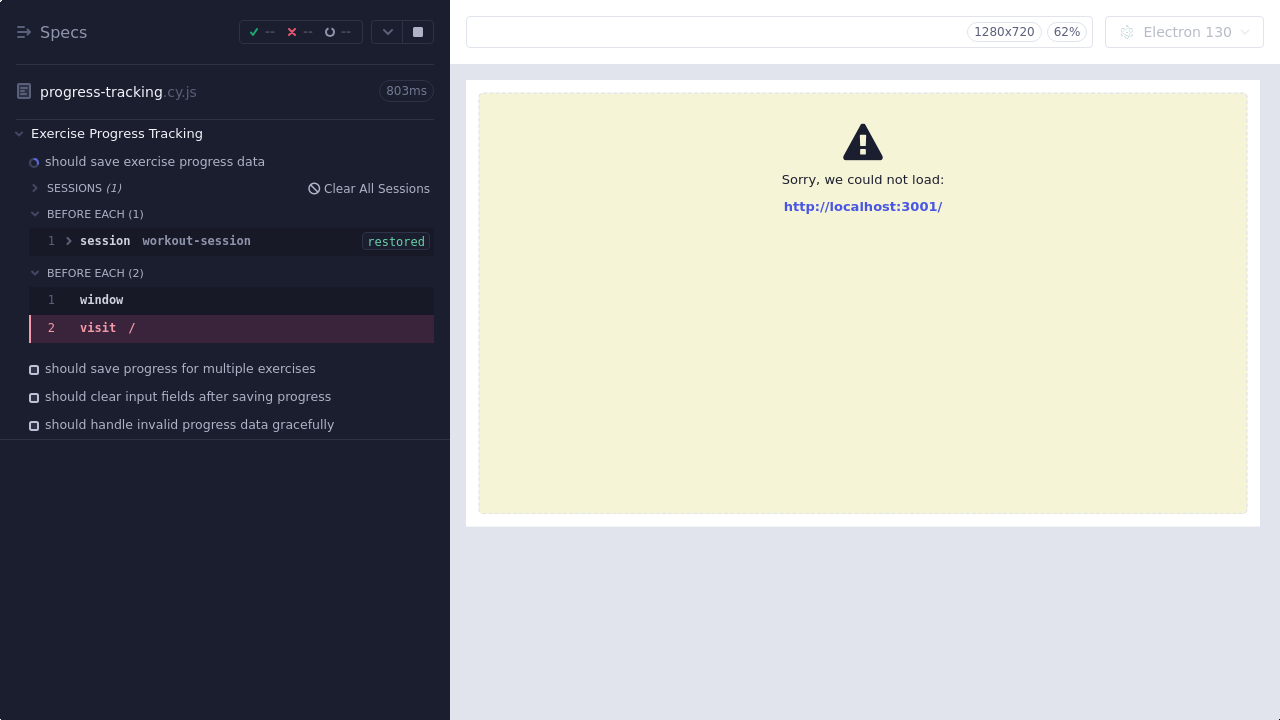 Specs
--
--
--
progress-tracking.cy.js
803ms
Exercise Progress Tracking
should save exercise progress data
SESSIONS (1)
Clear All Sessions
BEFORE EACH (1)
1 session workout-session restored
BEFORE EACH (2)
1 window
2 visit /
should save progress for multiple exercises
should clear input fields after saving progress
should handle invalid progress data gracefully
1280x720
62%
Electron 130
Sorry, we could not load:
http://localhost:3001/